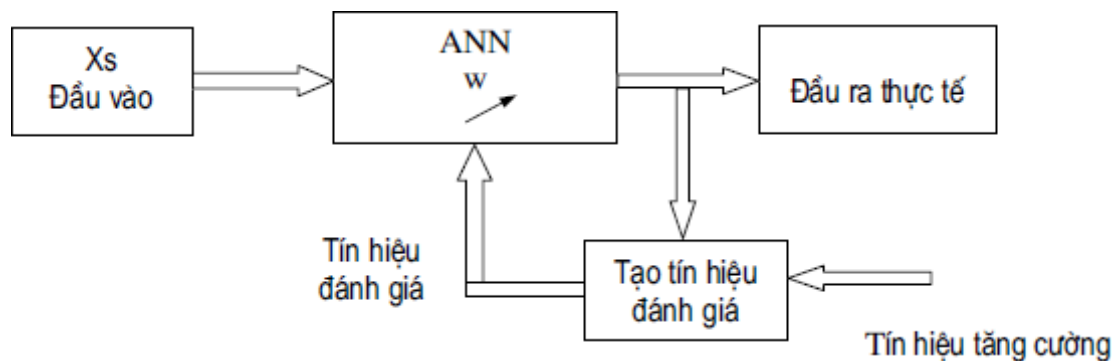 Xs
Đầu vào
ANN
w
Đầu ra thực tế
Tín hiệu
đánh giá
Tạo tín hiệu
đánh giá
Tín hiệu tăng cường